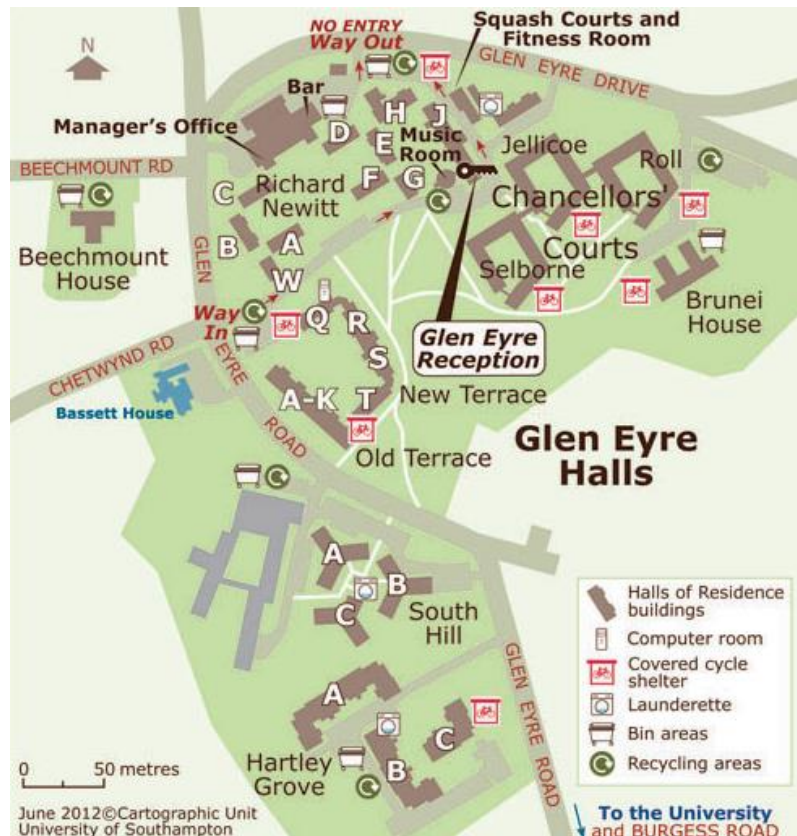 Squash Courts and
Fitness Room
NO ENTRY
Way Out
N
GLEN EYRE DRIVE
Bar
H
J
D
Manager's Office
E
Music
Room
Jellicoe
Roll
BEECHMOUNT RD
F
G
C
Richard
Newitt
Chancellors'
Courts
B
A
Beechmount
House
GLEN
EYRE
ROAD
W
Selborne
Brunei
House
Way
In
Q
R
Glen Eyre
Reception
CHETWYND RD
S
Bassett House
A-K
T
New Terrace
Old Terrace
Glen Eyre
Halls
A
B
C
South
Hill
GLEN EYRE ROAD
A
C
B
Hartley
Grove
Halls of Residence
buildings
Computer room
Covered cycle
shelter
Launderette
Bin areas
Recycling areas
0 50 metres
June 2012©Cartographic Unit
University of Southampton
To the University
and BURGESS ROAD